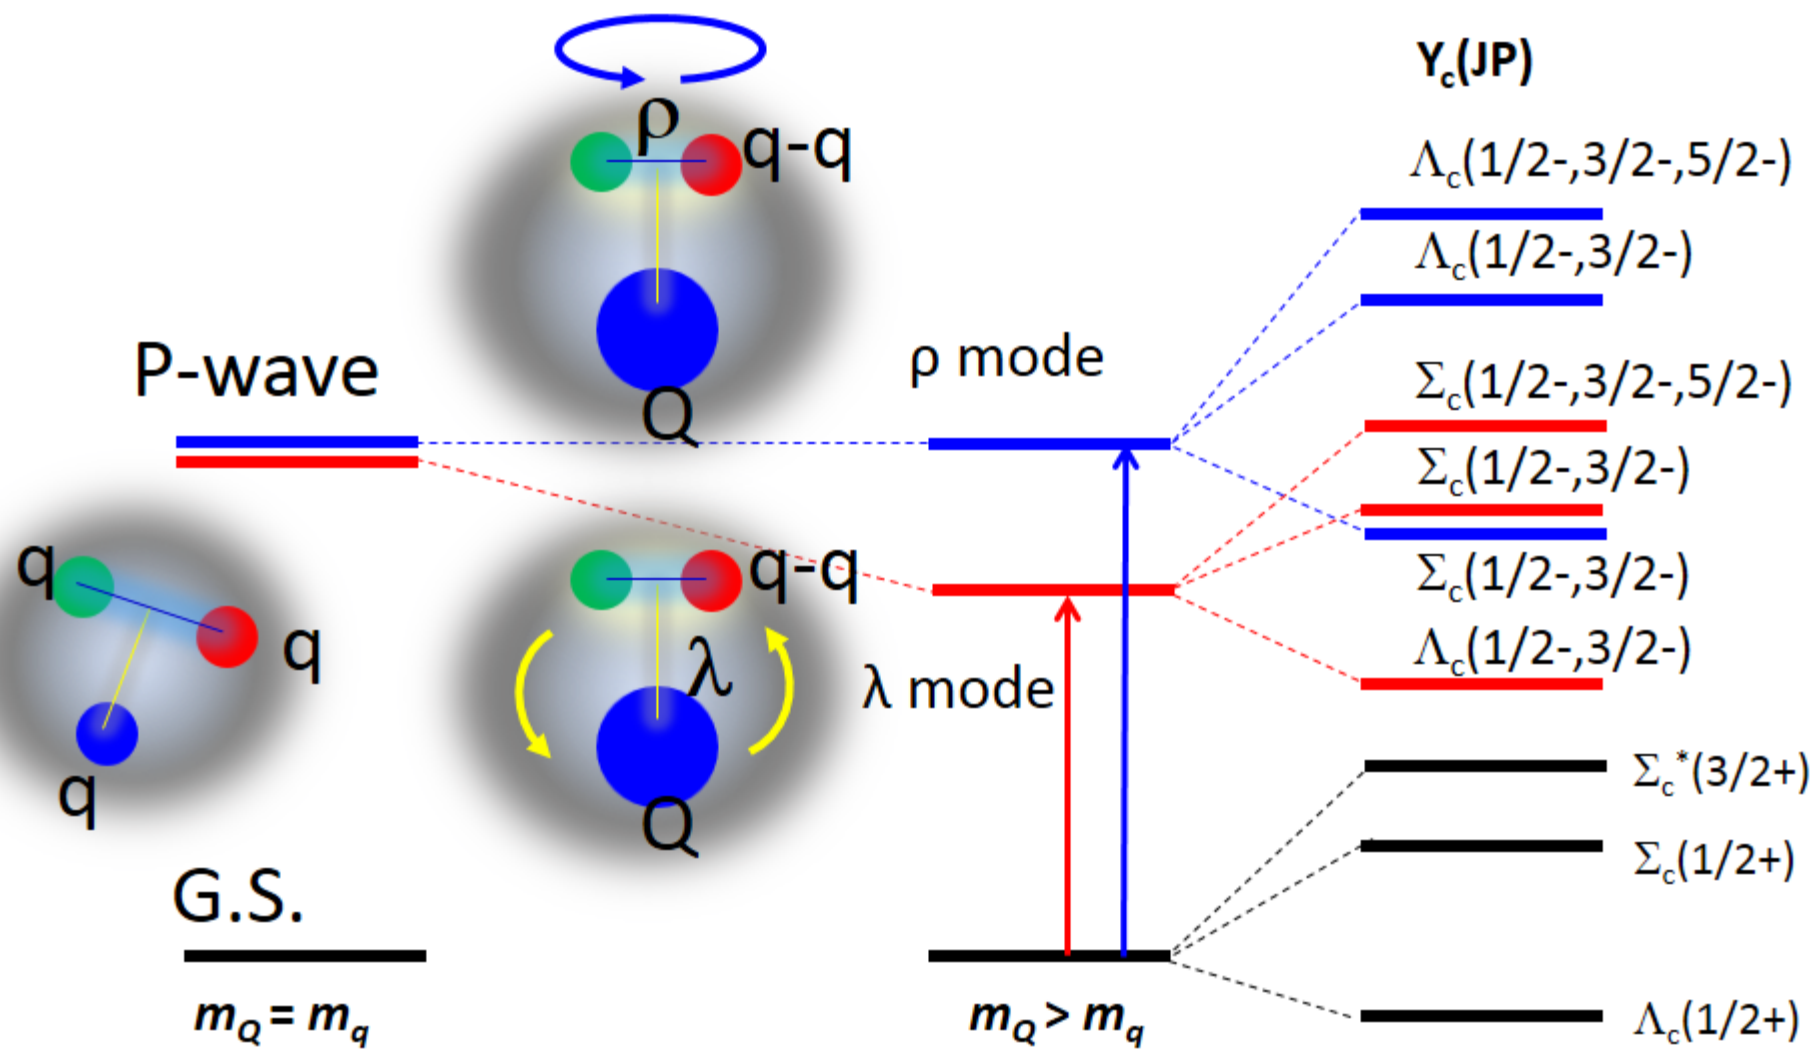 Y_c(JP)
ρ
q-q
Λ_c(1/2-,3/2-,5/2-)
Λ_c(1/2-,3/2-)
P-wave
ρ mode
Σ_c(1/2-,3/2-,5/2-)
Q
Σ_c(1/2-,3/2-)
q
q-q
Σ_c(1/2-,3/2-)
q
λ
λ mode
Λ_c(1/2-,3/2-)
q
Q
Σ_c*(3/2+)
G.S.
Σ_c(1/2+)
m_Q = m_q
m_Q > m_q
Λ_c(1/2+)